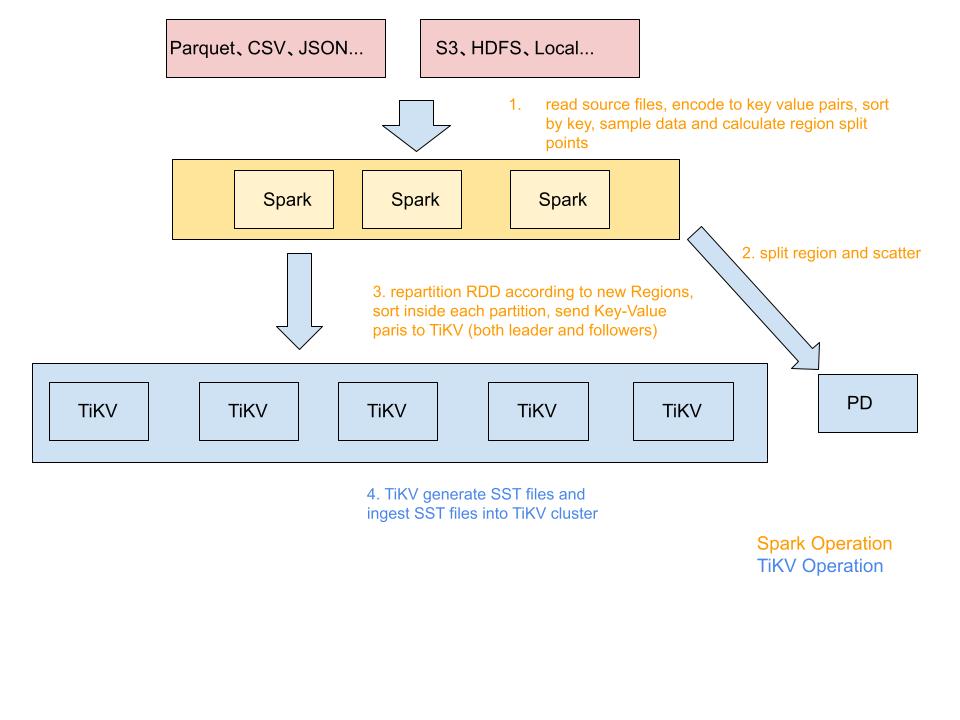 Parquet、CSV、JSON...
S3、HDFS、Local...
1. read source files, encode to key value pairs, sort
by key, sample data and calculate region split
points
Spark
Spark
Spark
2. split region and scatter
3. repartition RDD according to new Regions,
sort inside each partition, send Key-Value
paris to TiKV (both leader and followers)
TiKV
TiKV
TiKV
TiKV
TiKV
PD
4. TiKV generate SST files and
ingest SST files into TiKV cluster
Spark Operation
TiKV Operation